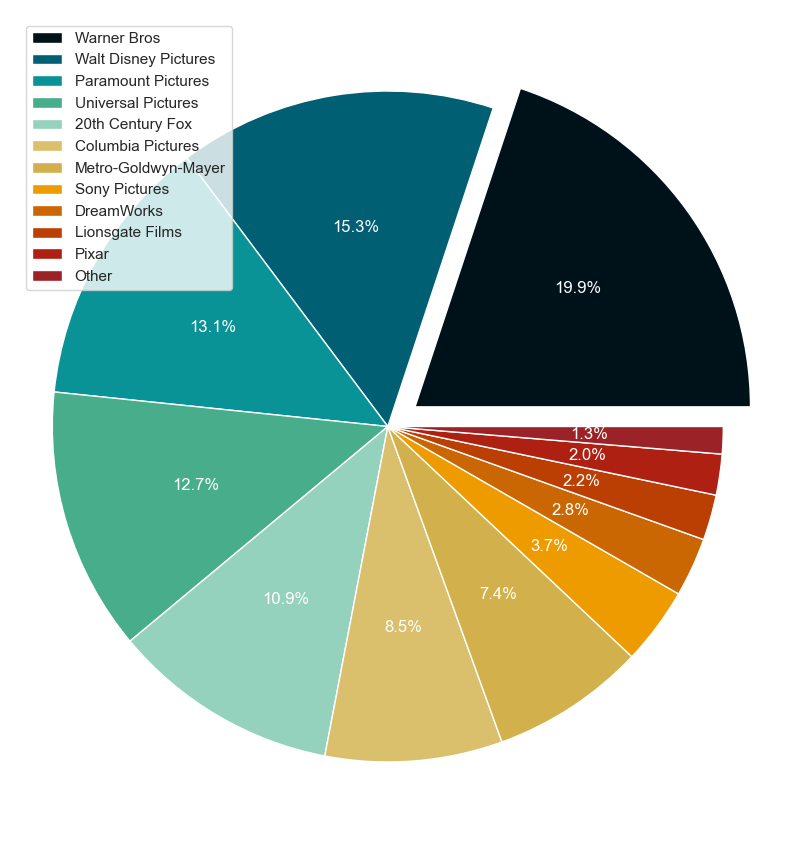 Warner Bros
Walt Disney Pictures
Paramount Pictures
Universal Pictures
20th Century Fox
Columbia Pictures
Metro-Goldwyn-Mayer
Sony Pictures
DreamWorks
Lionsgate Films
Pixar
Other
19.9%
15.3%
13.1%
12.7%
10.9%
8.5%
7.4%
3.7%
2.8%
2.2%
2.0%
1.3%